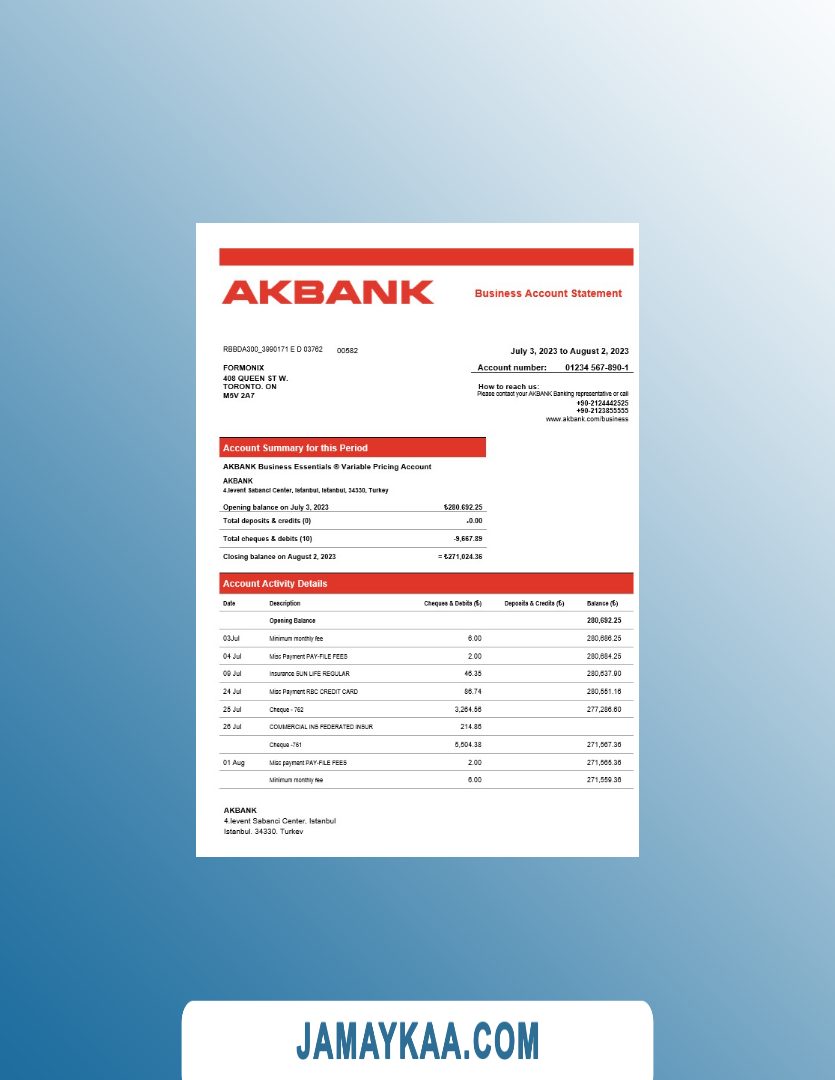 AKBANK
Business Account Statement
RBBDA300_3990171 E D 03762 00582
July 3, 2023 to August 2, 2023
FORMONIX
Account number: 01234 567-890-1
408 QUEEN ST W.
TORONTO. ON
M5V 2A7
How to reach us:
Please contact your AKBANK Banking representative or call
+90-2124442525
+90-2123855555
www.akbank.com/business
Account Summary for this Period
AKBANK Business Essentials ® Variable Pricing Account
AKBANK
4.levent Sabanci Center, Istanbul, Istanbul, 34330, Turkey
Opening balance on July 3, 2023 ₺280.692.25
Total deposits & credits (0) .0.00
Total cheques & debits (10) -9,667.89
Closing balance on August 2, 2023 = ₺271,024.36
Account Activity Details
Date Description Cheques & Debits (₺) Deposits & Credits (₺) Balance (₺)
Opening Balance 280,692.25
03Jul Minimum monthly fee 6.00 280,686.25
04 Jul Misc Payment PAY-FILE FEES 2.00 280,684.25
09 Jul Insurance SUN LIFE REGULAR 46.35 280,637.90
24 Jul Misc Payment RBC CREDIT CARD 86.74 280,551.16
25 Jul Cheque - 762 3,264.56 277,286.60
26 Jul COMMERCIAL INS FEDERATED INSUR 214.86
Cheque -761 5,504.38 271,567.36
01 Aug Misc payment PAY-FILE FEES 2.00 271,565.36
Minimum monthly fee 6.00 271,559.36
AKBANK
4.levent Sabanci Center. Istanbul
Istanbul. 34330. Turkey
JAMAYKAA.COM